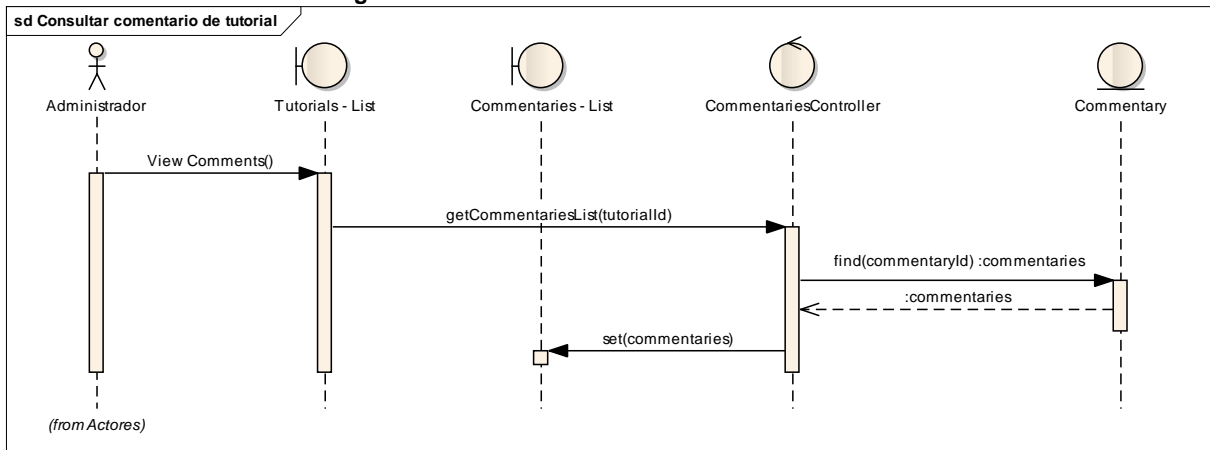 sd Consultar comentario de tutorial
Administrador
Tutorials - List
Commentaries - List
CommentariesController
Commentary
View Comments()
getCommentariesList(tutorialId)
find(commentaryId) :commentaries
:commentaries
set(commentaries)
(from Actores)